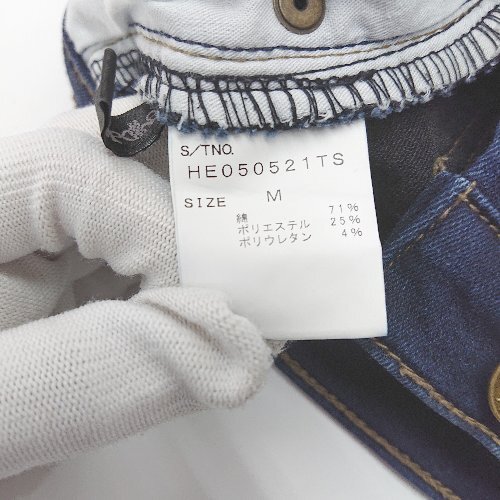 S/TNO.
HE050521TS
SIZE M
綿 71%
ポリエステル 25%
ポリウレタン 4%